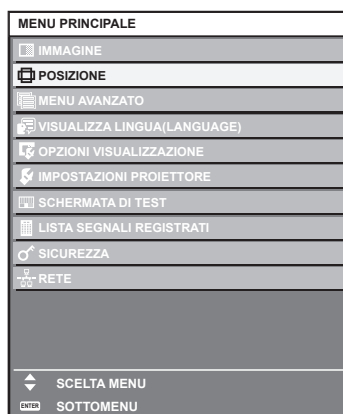 MENU PRINCIPALE
IMMAGINE
POSIZIONE
MENU AVANZATO
VISUALIZZA LINGUA(LANGUAGE)
OPZIONI VISUALIZZAZIONE
IMPOSTAZIONI PROIETTORE
SCHERMATA DI TEST
LISTA SEGNALI REGISTRATI
SICUREZZA
RETE
SCELTA MENU
ENTER SOTTOMENU